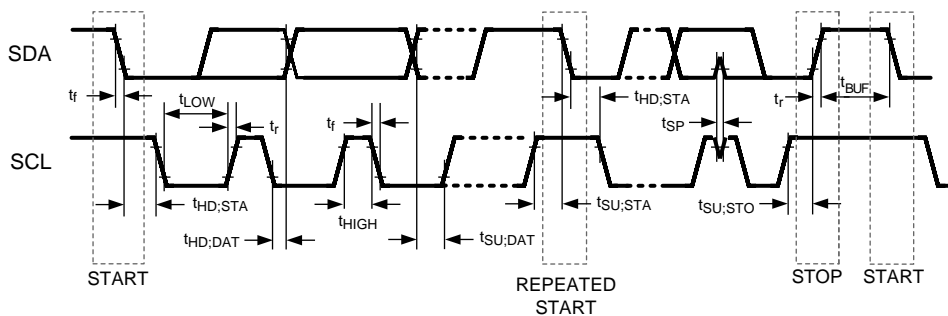 SDA
t_f
t_LOW
t_r
t_f
t_HD;STA
t_SP
t_r
t_BUF
SCL
t_HD;STA
t_HD;DAT
t_HIGH
t_SU;DAT
t_SU;STA
t_SU;STO
START
REPEATED
START
STOP
START